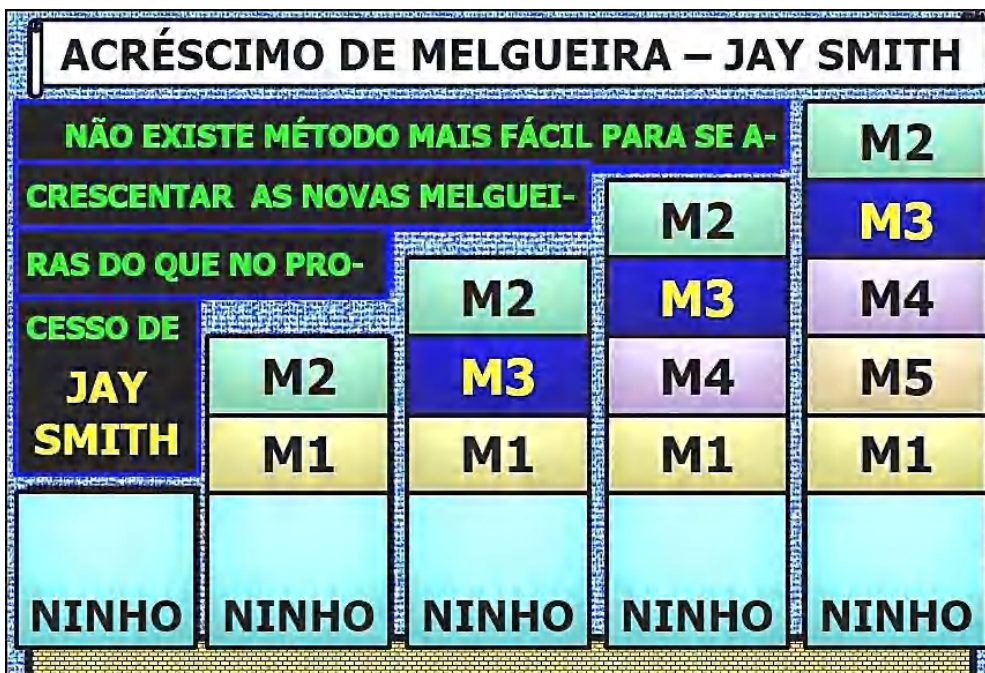 ACRÉSCIMO DE MELGUEIRA – JAY SMITH
NÃO EXISTE MÉTODO MAIS FÁCIL PARA SE A-
CRESCENTAR AS NOVAS MELGUEI-
RAS DO QUE NO PRO-
CESSO DE
JAY
SMITH
M2
M2 M3
M2 M3 M4
M2 M3 M4 M5
M1 M1 M1 M1
NINHO NINHO NINHO NINHO NINHO